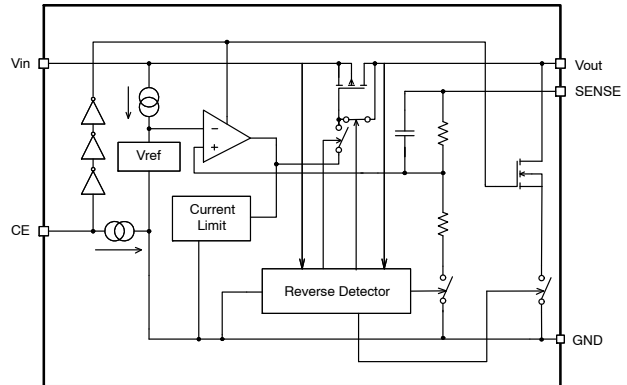 Vin
Vout
SENSE
−
+
Vref
CE
Current
Limit
Reverse Detector
GND